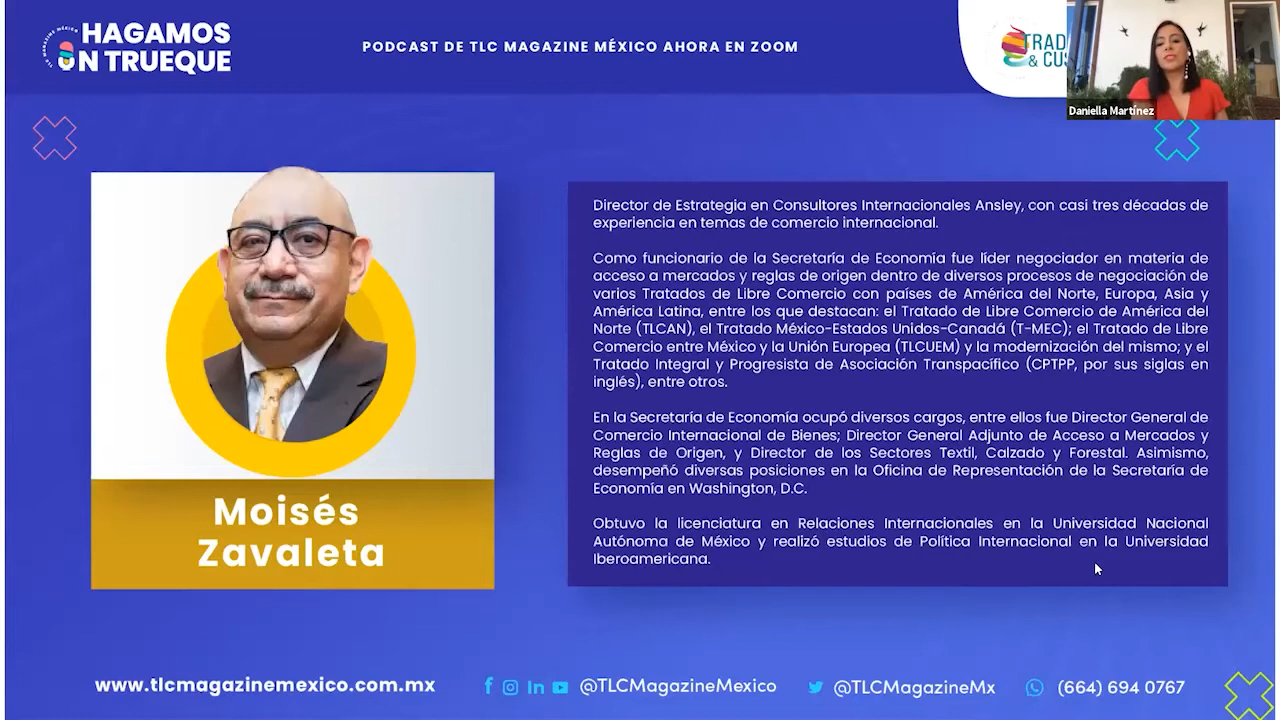 HAGAMOS
UN TRUEQUE
TLC MAGAZINE MÉXICO
PODCAST DE TLC MAGAZINE MÉXICO AHORA EN ZOOM
TRAD
& CUS
Daniella Martínez
Director de Estrategia en Consultores Internacionales Ansley, con casi tres décadas de
experiencia en temas de comercio internacional.
Como funcionario de la Secretaría de Economía fue líder negociador en materia de
acceso a mercados y reglas de origen dentro de diversos procesos de negociación de
varios Tratados de Libre Comercio con países de América del Norte, Europa, Asia y
América Latina, entre los que destacan: el Tratado de Libre Comercio de América del
Norte (TLCAN), el Tratado México-Estados Unidos-Canadá (T-MEC); el Tratado de Libre
Comercio entre México y la Unión Europea (TLCUEM) y la modernización del mismo; y el
Tratado Integral y Progresista de Asociación Transpacífico (CPTPP, por sus siglas en
inglés), entre otros.
En la Secretaría de Economía ocupó diversos cargos, entre ellos fue Director General de
Comercio Internacional de Bienes; Director General Adjunto de Acceso a Mercados y
Reglas de Origen, y Director de los Sectores Textil, Calzado y Forestal. Asimismo,
desempeñó diversas posiciones en la Oficina de Representación de la Secretaría de
Economía en Washington, D.C.
Obtuvo la licenciatura en Relaciones Internacionales en la Universidad Nacional
Autónoma de México y realizó estudios de Política Internacional en la Universidad
Iberoamericana.
Moisés
Zavaleta
www.tlcmagazinemexico.com.mx
@TLCMagazineMexico
@TLCMagazineMx
(664) 694 0767